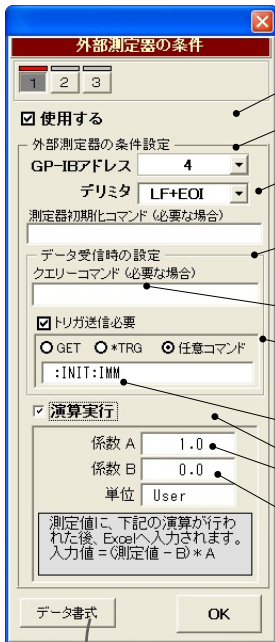 外部測定器の条件
1 2 3
使用する
外部測定器の条件設定
GP-IBアドレス 4
デリミタ LF+EOI
測定器初期化コマンド (必要な場合)
データ受信時の設定
クエリーコマンド (必要な場合)
トリガ送信必要
GET *TRG 任意コマンド
:INIT:IMM
演算実行
係数 A 1.0
係数 B 0.0
単位 User
測定値に、下記の演算が行わ
れた後、Excelへ入力されます。
入力値 = (測定値 - B) * A
データ書式 OK